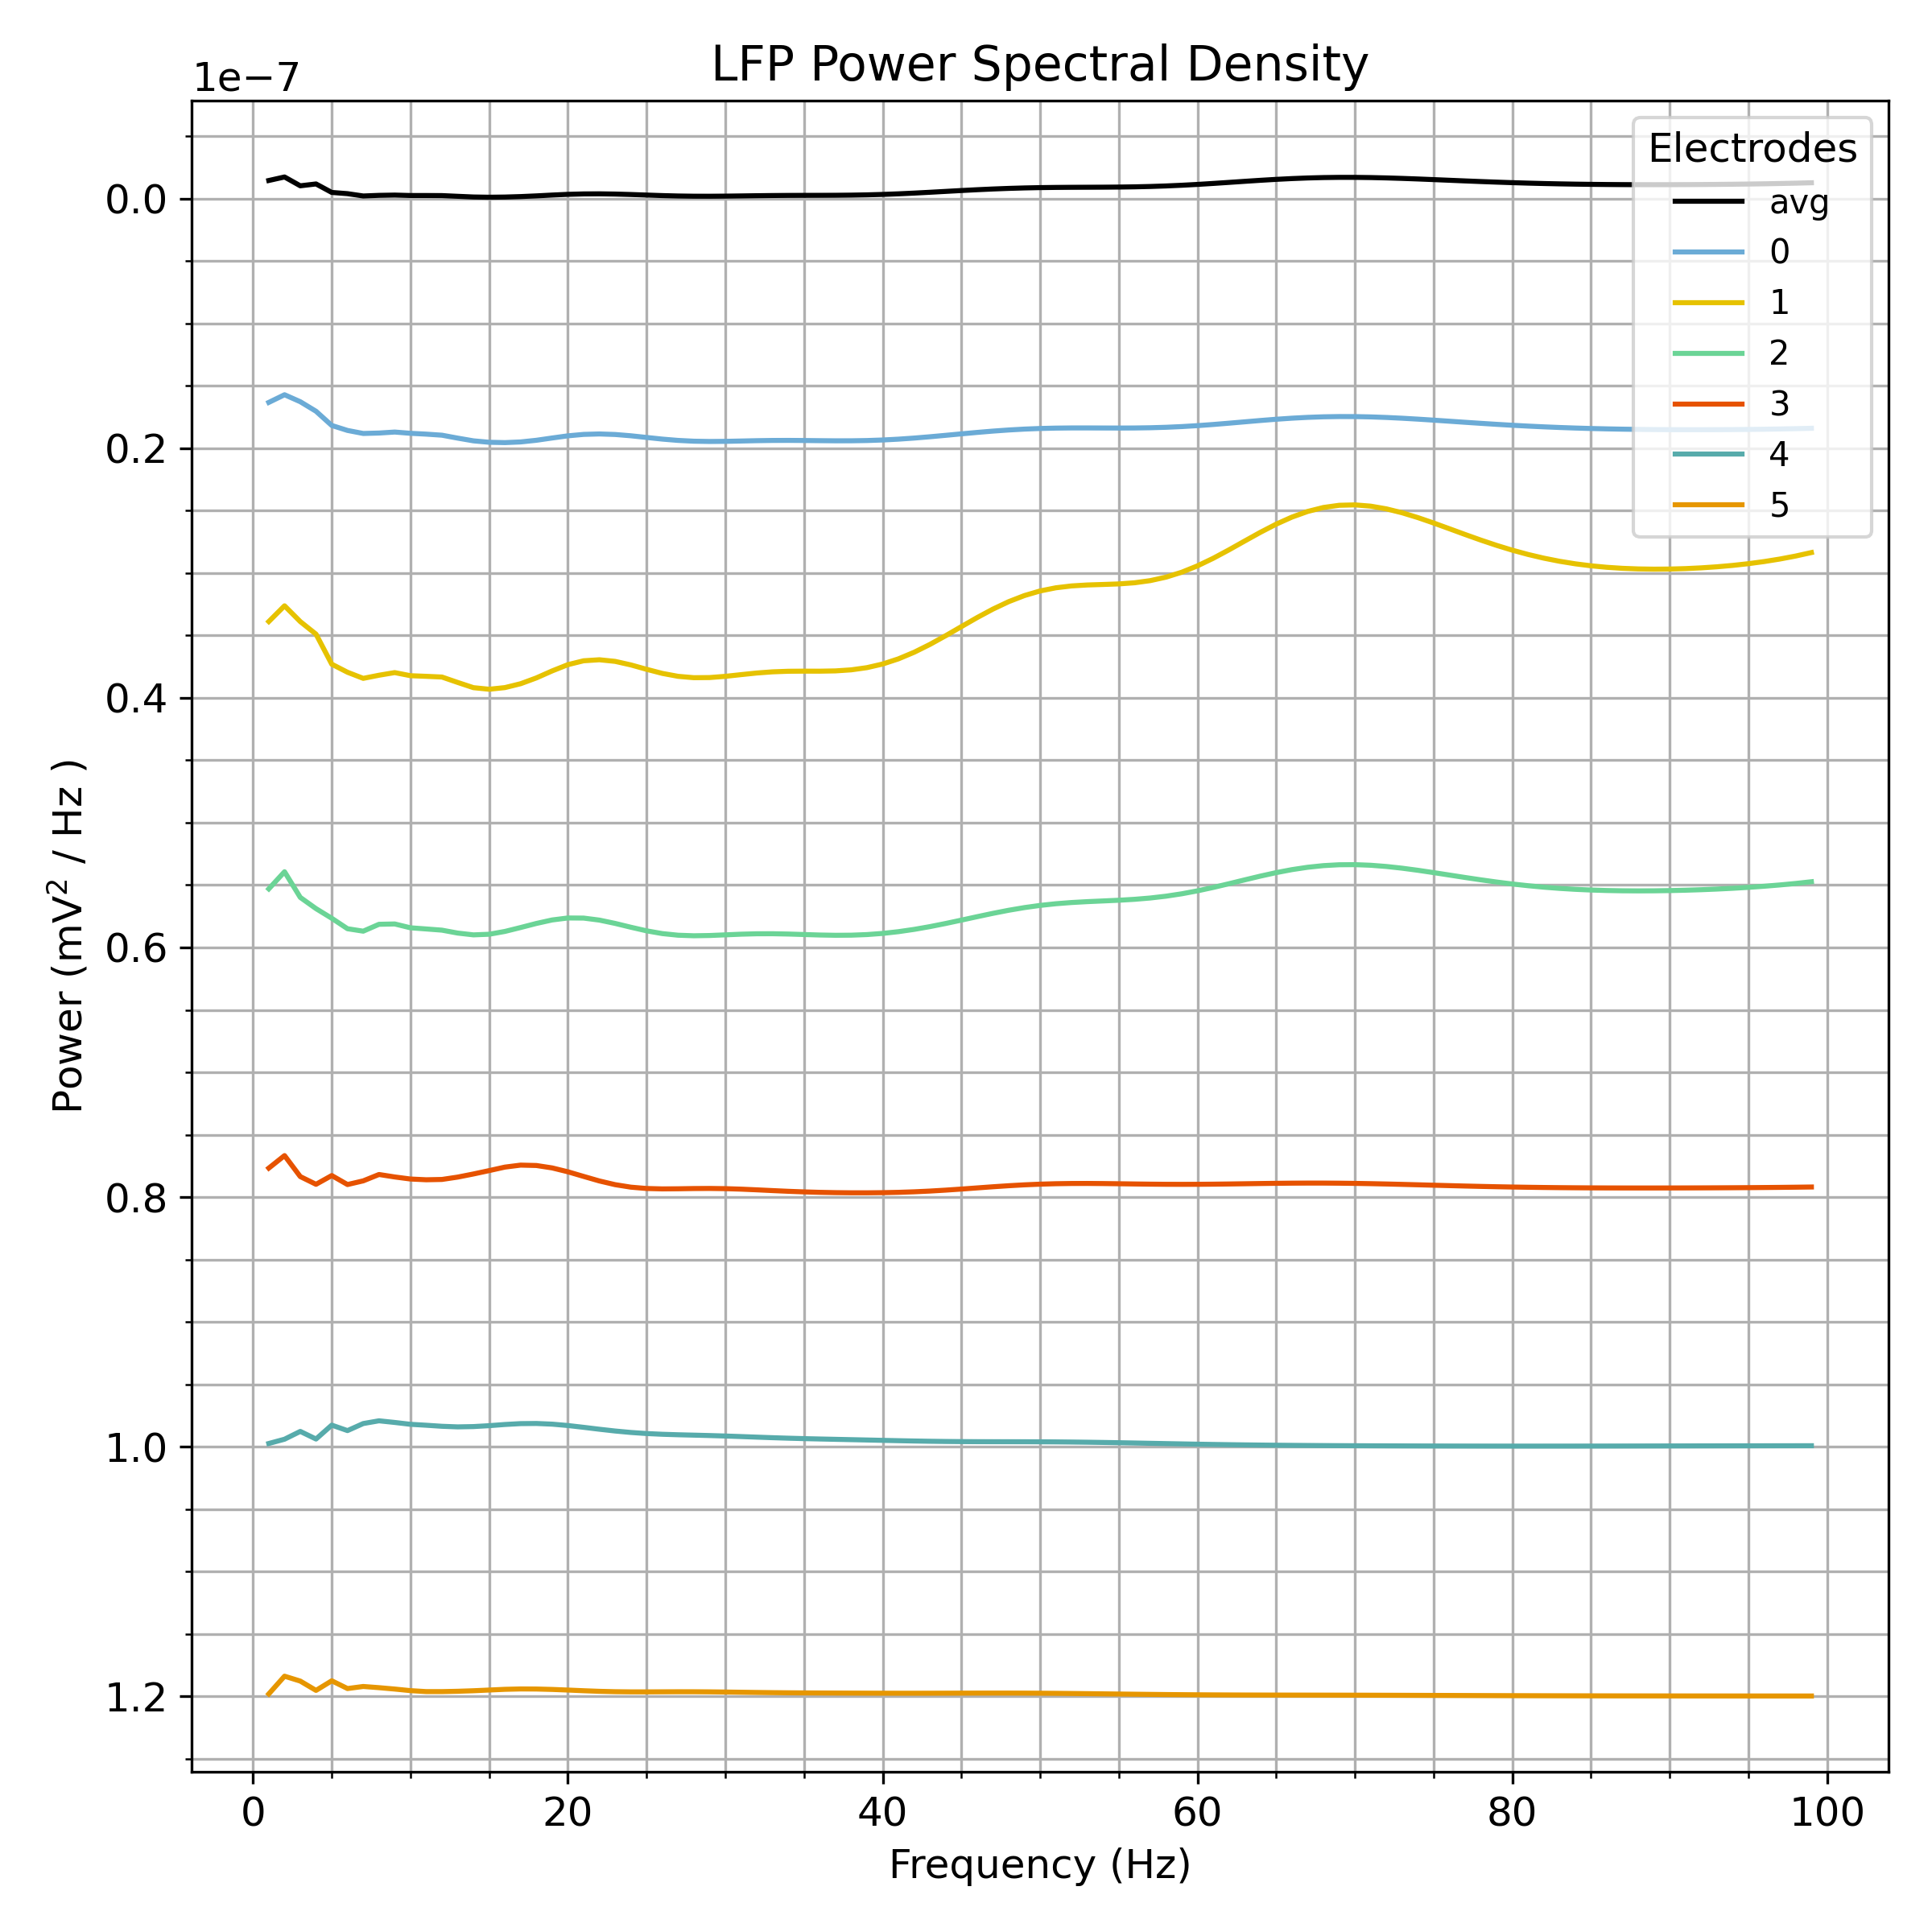 LFP Power Spectral Density
1e−7
Electrodes
avg
0
1
2
3
4
5
0.0
0.2
0.4
0.6
0.8
1.0
1.2
Power (mV² / Hz )
0 20 40 60 80 100
Frequency (Hz)